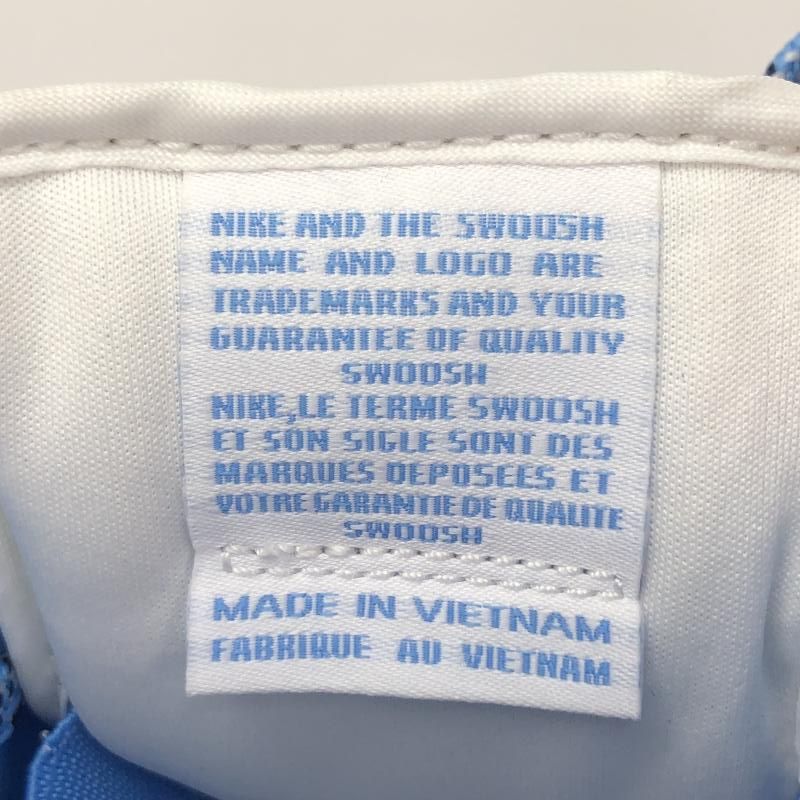 NIKE AND THE SWOOSH
NAME AND LOGO ARE
TRADEMARKS AND YOUR
GUARANTEE OF QUALITY
SWOOSH
NIKE,LE TERME SWOOSH
ET SON SIGLE SONT DES
MARQUES DEPOSEES ET
VOTRE GARANTIE DE QUALITE
SWOOSH
MADE IN VIETNAM
FABRIQUE AU VIETNAM